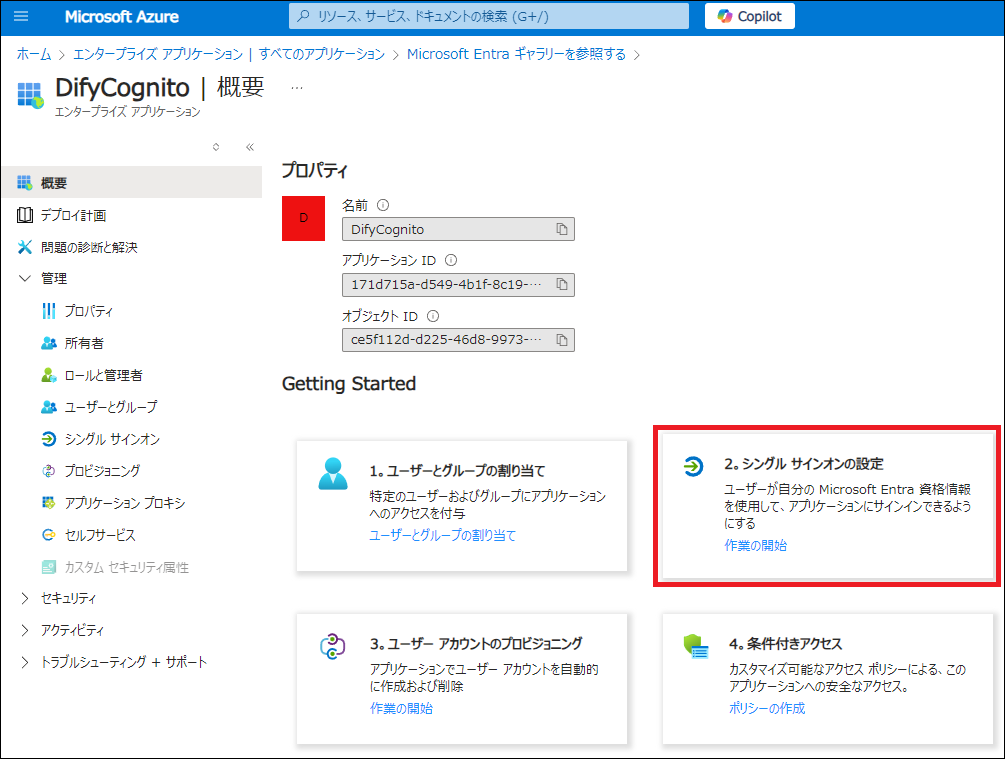 Microsoft Azure
リソース、サービス、ドキュメントの検索 (G+/)
Copilot
ホーム > エンタープライズ アプリケーション | すべてのアプリケーション > Microsoft Entra ギャラリーを参照する >
DifyCognito | 概要 …
エンタープライズ アプリケーション
概要
デプロイ計画
問題の診断と解決
管理
プロパティ
所有者
ロールと管理者
ユーザーとグループ
シングル サインオン
プロビジョニング
アプリケーション プロキシ
セルフサービス
カスタム セキュリティ属性
セキュリティ
アクティビティ
トラブルシューティング + サポート
プロパティ
D
名前
DifyCognito
アプリケーション ID
171d715a-d549-4b1f-8c19-…
オブジェクト ID
ce5f112d-d225-46d8-9973-…
Getting Started
1。ユーザーとグループの割り当て
特定のユーザーおよびグループにアプリケーション
へのアクセスを付与
ユーザーとグループの割り当て
2。シングル サインオンの設定
ユーザーが自分の Microsoft Entra 資格情報
を使用して、アプリケーションにサインインできるよう
にする
作業の開始
3。ユーザー アカウントのプロビジョニング
アプリケーションでユーザー アカウントを自動的
に作成および削除
作業の開始
4。条件付きアクセス
カスタマイズ可能なアクセス ポリシーによる、この
アプリケーションへの安全なアクセス。
ポリシーの作成